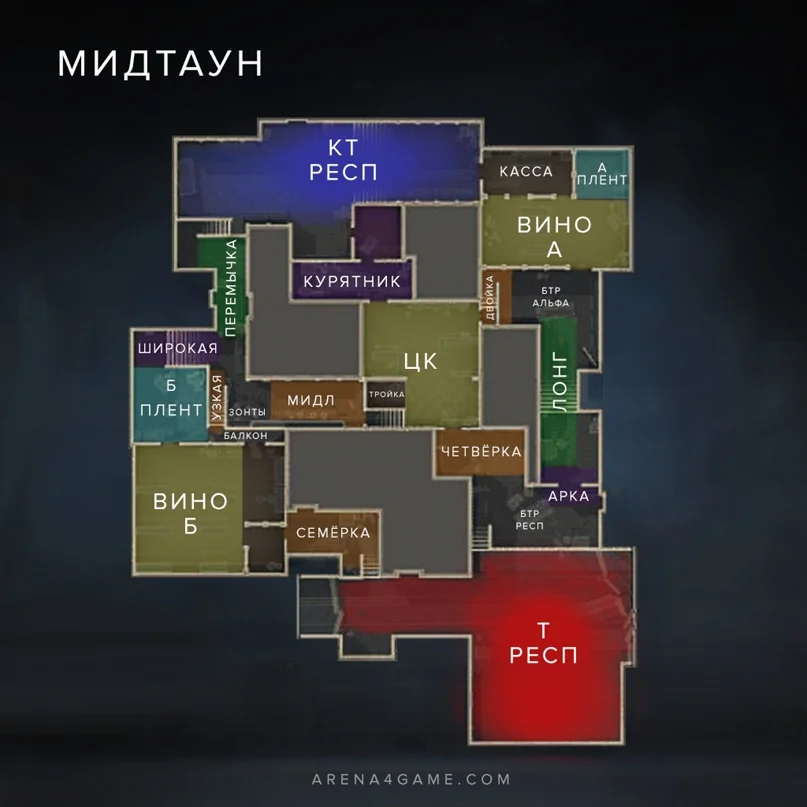 МИДТАУН
КТ
РЕСП
КАССА
А
ПЛЕНТ
ВИНО
А
ПЕРЕМЫЧКА
КУРЯТНИК
ДВОЙКА
БТР
АЛЬФА
ШИРОКАЯ
ЦК
ЛОНГ
Б
ПЛЕНТ
УЗКАЯ
ЗОНТЫ
МИДЛ
ТРОЙКА
БАЛКОН
ЧЕТВЁРКА
ВИНО
Б
АРКА
БТР
РЕСП
СЕМЁРКА
Т
РЕСП
ARENA4GAME.COM